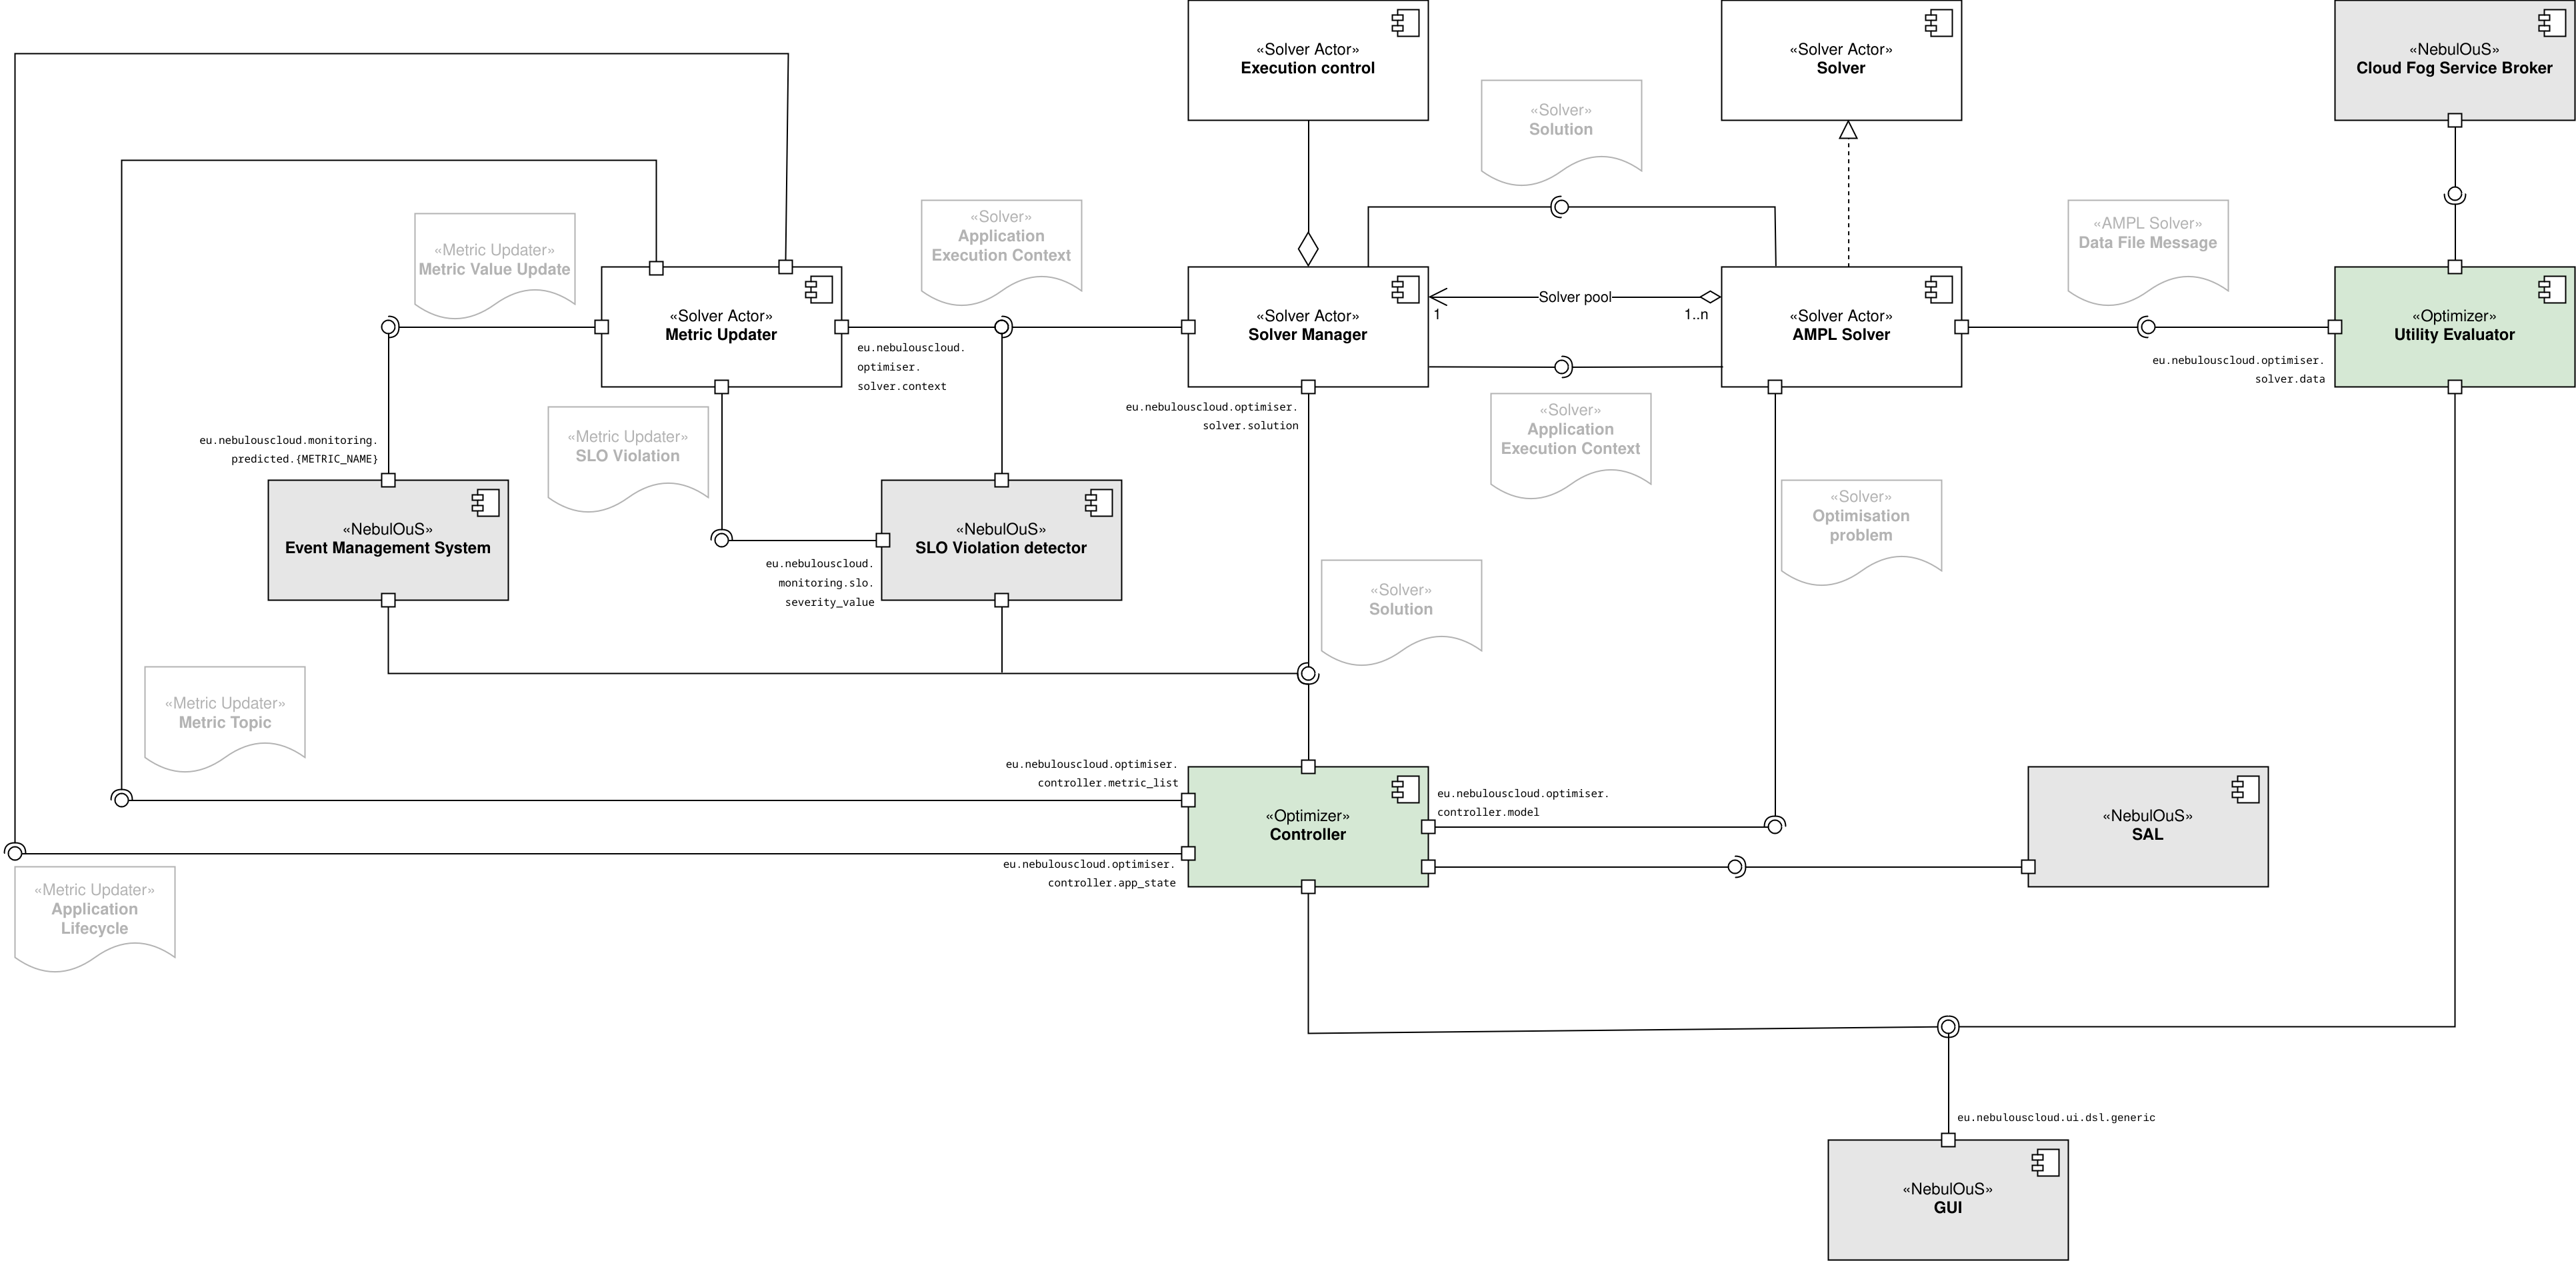 «Solver Actor»
Execution control
«Solver Actor»
Solver
«NebulOuS»
Cloud Fog Service Broker
«Solver»
Solution
«Metric Updater»
Metric Value Update
«Solver»
Application
Execution Context
«AMPL Solver»
Data File Message
«Solver Actor»
Metric Updater
«Solver Actor»
Solver Manager
Solver pool
1
1..n
«Solver Actor»
AMPL Solver
«Optimizer»
Utility Evaluator
eu.nebulouscloud.
optimiser.
solver.context
eu.nebulouscloud.optimiser.
solver.data
eu.nebulouscloud.optimiser.
solver.solution
«Solver»
Application
Execution Context
eu.nebulouscloud.monitoring.
predicted.{METRIC_NAME}
«Metric Updater»
SLO Violation
«NebulOuS»
Event Management System
«NebulOuS»
SLO Violation detector
«Solver»
Optimisation
problem
eu.nebulouscloud.
monitoring.slo.
severity_value
«Solver»
Solution
«Metric Updater»
Metric Topic
eu.nebulouscloud.optimiser.
controller.metric_list
«Optimizer»
Controller
eu.nebulouscloud.optimiser.
controller.model
«NebulOuS»
SAL
eu.nebulouscloud.optimiser.
controller.app_state
«Metric Updater»
Application
Lifecycle
eu.nebulouscloud.ui.dsl.generic
«NebulOuS»
GUI